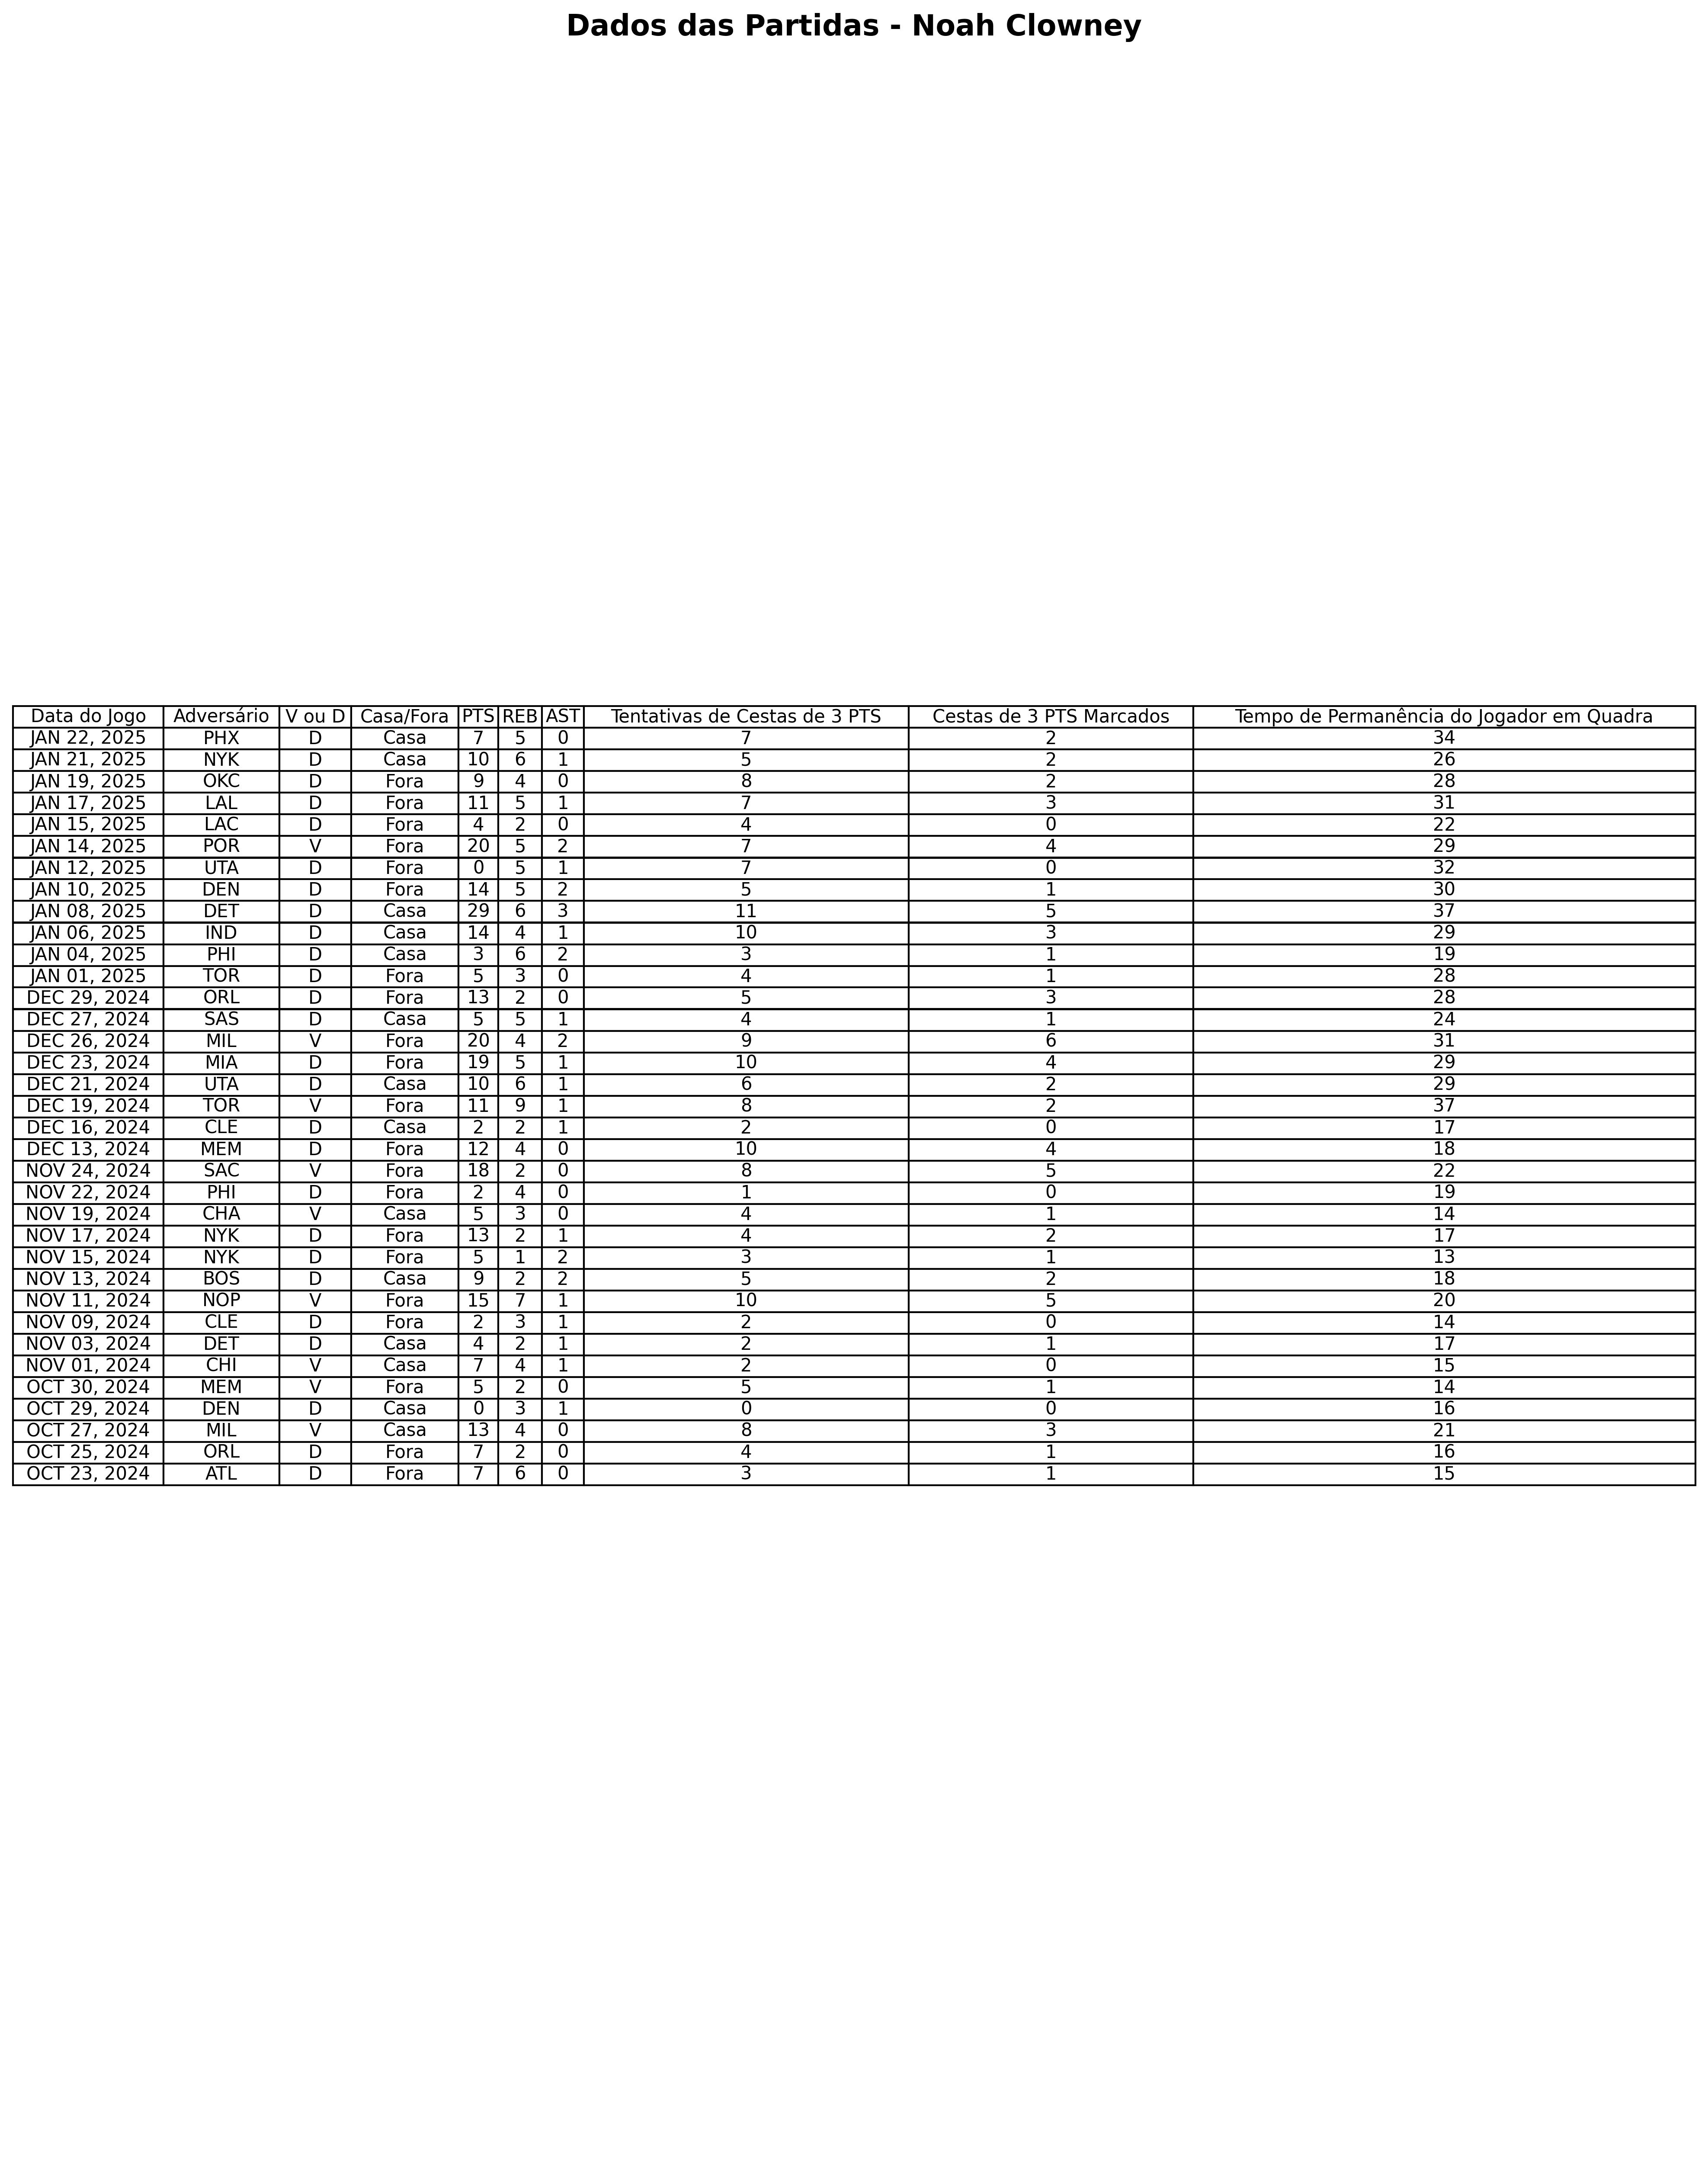 Dados das Partidas - Noah Clowney
Data do Jogo Adversário V ou D Casa/Fora PTS REB AST Tentativas de Cestas de 3 PTS Cestas de 3 PTS Marcados Tempo de Permanência do Jogador em Quadra
JAN 22, 2025 PHX D Casa 7 5 0 7 2 34
JAN 21, 2025 NYK D Casa 10 6 1 5 2 26
JAN 19, 2025 OKC D Fora 9 4 0 8 2 28
JAN 17, 2025 LAL D Fora 11 5 1 7 3 31
JAN 15, 2025 LAC D Fora 4 2 0 4 0 22
JAN 14, 2025 POR V Fora 20 5 2 7 4 29
JAN 12, 2025 UTA D Fora 0 5 1 7 0 32
JAN 10, 2025 DEN D Fora 14 5 2 5 1 30
JAN 08, 2025 DET D Casa 29 6 3 11 5 37
JAN 06, 2025 IND D Casa 14 4 1 10 3 29
JAN 04, 2025 PHI D Casa 3 6 2 3 1 19
JAN 01, 2025 TOR D Fora 5 3 0 4 1 28
DEC 29, 2024 ORL D Fora 13 2 0 5 3 28
DEC 27, 2024 SAS D Casa 5 5 1 4 1 24
DEC 26, 2024 MIL V Fora 20 4 2 9 6 31
DEC 23, 2024 MIA D Fora 19 5 1 10 4 29
DEC 21, 2024 UTA D Casa 10 6 1 6 2 29
DEC 19, 2024 TOR V Fora 11 9 1 8 2 37
DEC 16, 2024 CLE D Casa 2 2 1 2 0 17
DEC 13, 2024 MEM D Fora 12 4 0 10 4 18
NOV 24, 2024 SAC V Fora 18 2 0 8 5 22
NOV 22, 2024 PHI D Fora 2 4 0 1 0 19
NOV 19, 2024 CHA V Casa 5 3 0 4 1 14
NOV 17, 2024 NYK D Fora 13 2 1 4 2 17
NOV 15, 2024 NYK D Fora 5 1 2 3 1 13
NOV 13, 2024 BOS D Casa 9 2 2 5 2 18
NOV 11, 2024 NOP V Fora 15 7 1 10 5 20
NOV 09, 2024 CLE D Fora 2 3 1 2 0 14
NOV 03, 2024 DET D Casa 4 2 1 2 1 17
NOV 01, 2024 CHI V Casa 7 4 1 2 0 15
OCT 30, 2024 MEM V Fora 5 2 0 5 1 14
OCT 29, 2024 DEN D Casa 0 3 1 0 0 16
OCT 27, 2024 MIL V Casa 13 4 0 8 3 21
OCT 25, 2024 ORL D Fora 7 2 0 4 1 16
OCT 23, 2024 ATL D Fora 7 6 0 3 1 15